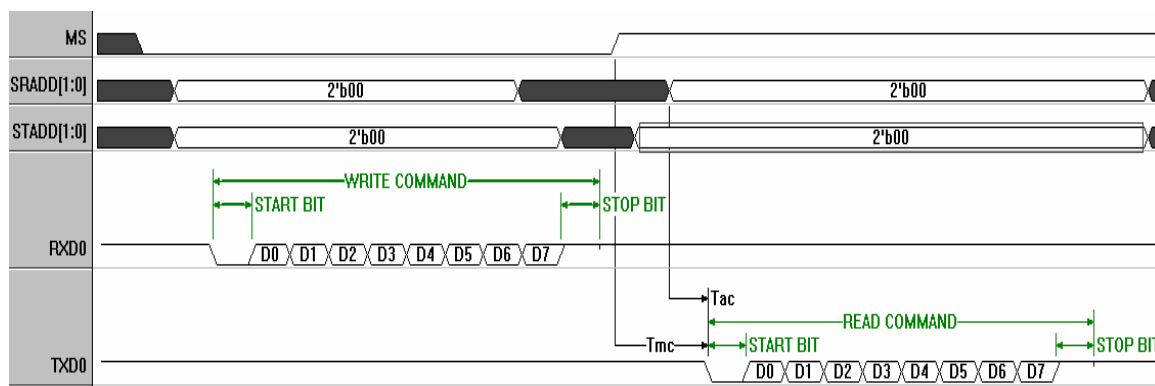 MS
SRADD[1:0] 2'b00 2'b00
STADD[1:0] 2'b00 2'b00
WRITE COMMAND
START BIT STOP BIT
RXD0 D0 D1 D2 D3 D4 D5 D6 D7
Tac
READ COMMAND
Tmc START BIT STOP BIT
TXD0 D0 D1 D2 D3 D4 D5 D6 D7